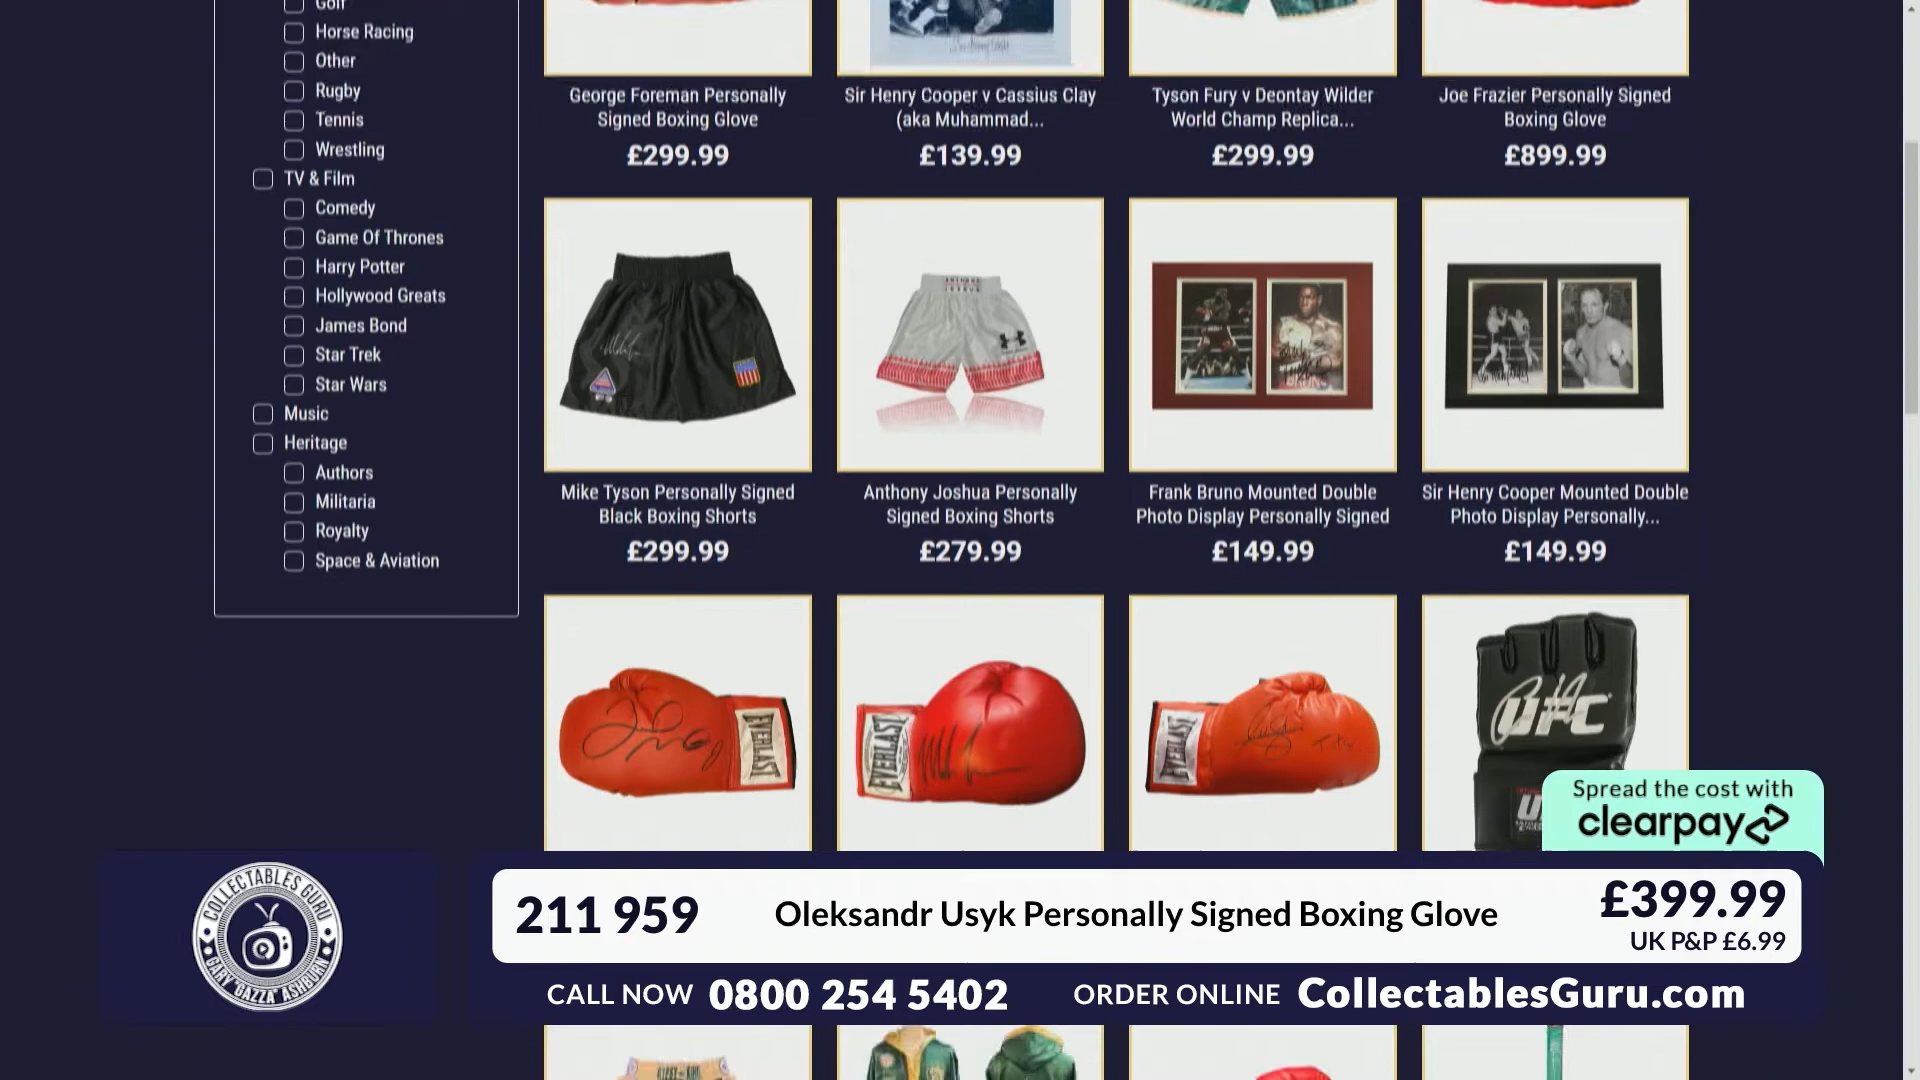 Golf
Horse Racing
Other
Rugby
Tennis
Wrestling
TV & Film
Comedy
Game Of Thrones
Harry Potter
Hollywood Greats
James Bond
Star Trek
Star Wars
Music
Heritage
Authors
Militaria
Royalty
Space & Aviation
George Foreman Personally
Signed Boxing Glove
£299.99
Sir Henry Cooper v Cassius Clay
(aka Muhammad...
£139.99
Tyson Fury v Deontay Wilder
World Champ Replica...
£299.99
Joe Frazier Personally Signed
Boxing Glove
£899.99
ANTHONY
JOSHUA
Mike Tyson Personally Signed
Black Boxing Shorts
£299.99
Anthony Joshua Personally
Signed Boxing Shorts
£279.99
Frank Bruno Mounted Double
Photo Display Personally Signed
£149.99
Sir Henry Cooper Mounted Double
Photo Display Personally...
£149.99
EVERLAST
EVERLAST
EVERLAST
UFC
Spread the cost with
clearpay
COLLECTABLES GURU
GARY "GAZZA" ASHBURN
211 959
Oleksandr Usyk Personally Signed Boxing Glove
£399.99
UK P&P £6.99
CALL NOW 0800 254 5402
ORDER ONLINE CollectablesGuru.com